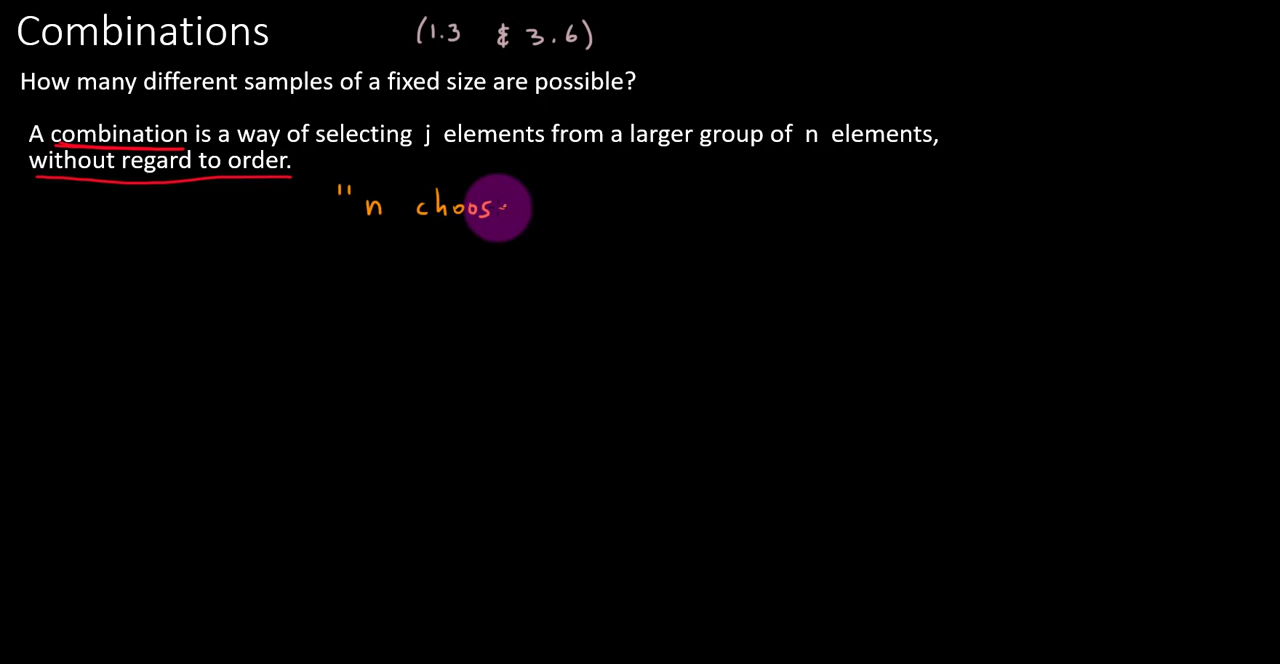 Combinations (1.3 & 3.6)
How many different samples of a fixed size are possible?
A combination is a way of selecting j elements from a larger group of n elements,
without regard to order.
"n choos